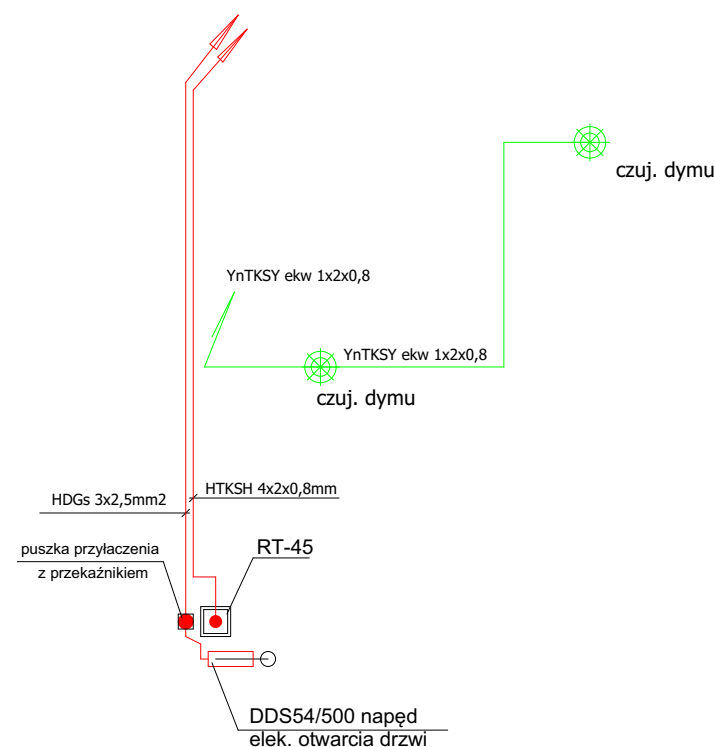 czuj. dymu
YnTKSY ekw 1x2x0,8
YnTKSY ekw 1x2x0,8
czuj. dymu
HDGs 3x2,5mm2
HTKSH 4x2x0,8mm
puszka przyłaczenia
z przekaźnikiem
RT-45
DDS54/500 napęd
elek. otwarcia drzwi